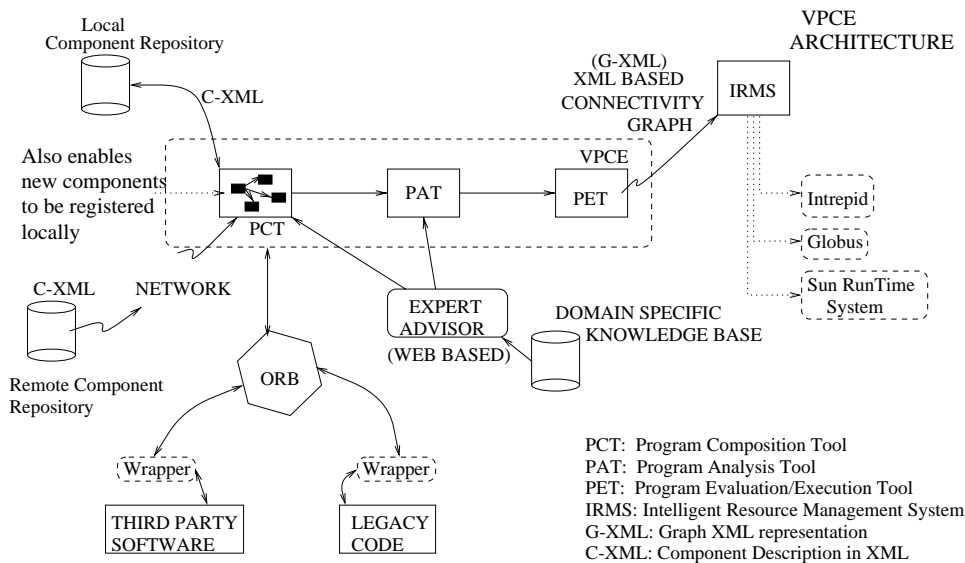 Local
Component Repository
VPCE
ARCHITECTURE
C-XML
(G-XML)
XML BASED
CONNECTIVITY
GRAPH
IRMS
Also enables
new components
to be registered
locally
VPCE
PCT
PAT
PET
Intrepid
Globus
Sun RunTime
System
C-XML
NETWORK
Remote Component
Repository
EXPERT
ADVISOR
(WEB BASED)
DOMAIN SPECIFIC
KNOWLEDGE BASE
ORB
Wrapper
Wrapper
THIRD PARTY
SOFTWARE
LEGACY
CODE
PCT: Program Composition Tool
PAT: Program Analysis Tool
PET: Program Evaluation/Execution Tool
IRMS: Intelligent Resource Management System
G-XML: Graph XML representation
C-XML: Component Description in XML